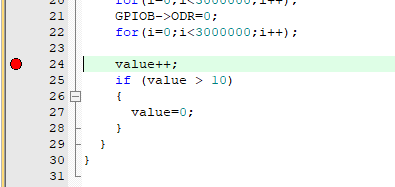 20 for(i=0;i<3000000;i++);
21 GPIOB->ODR=0;
22 for(i=0;i<3000000;i++);
23
24 value++;
25 if (value > 10)
26 {
27 value=0;
28 }
29 }
30 }
31